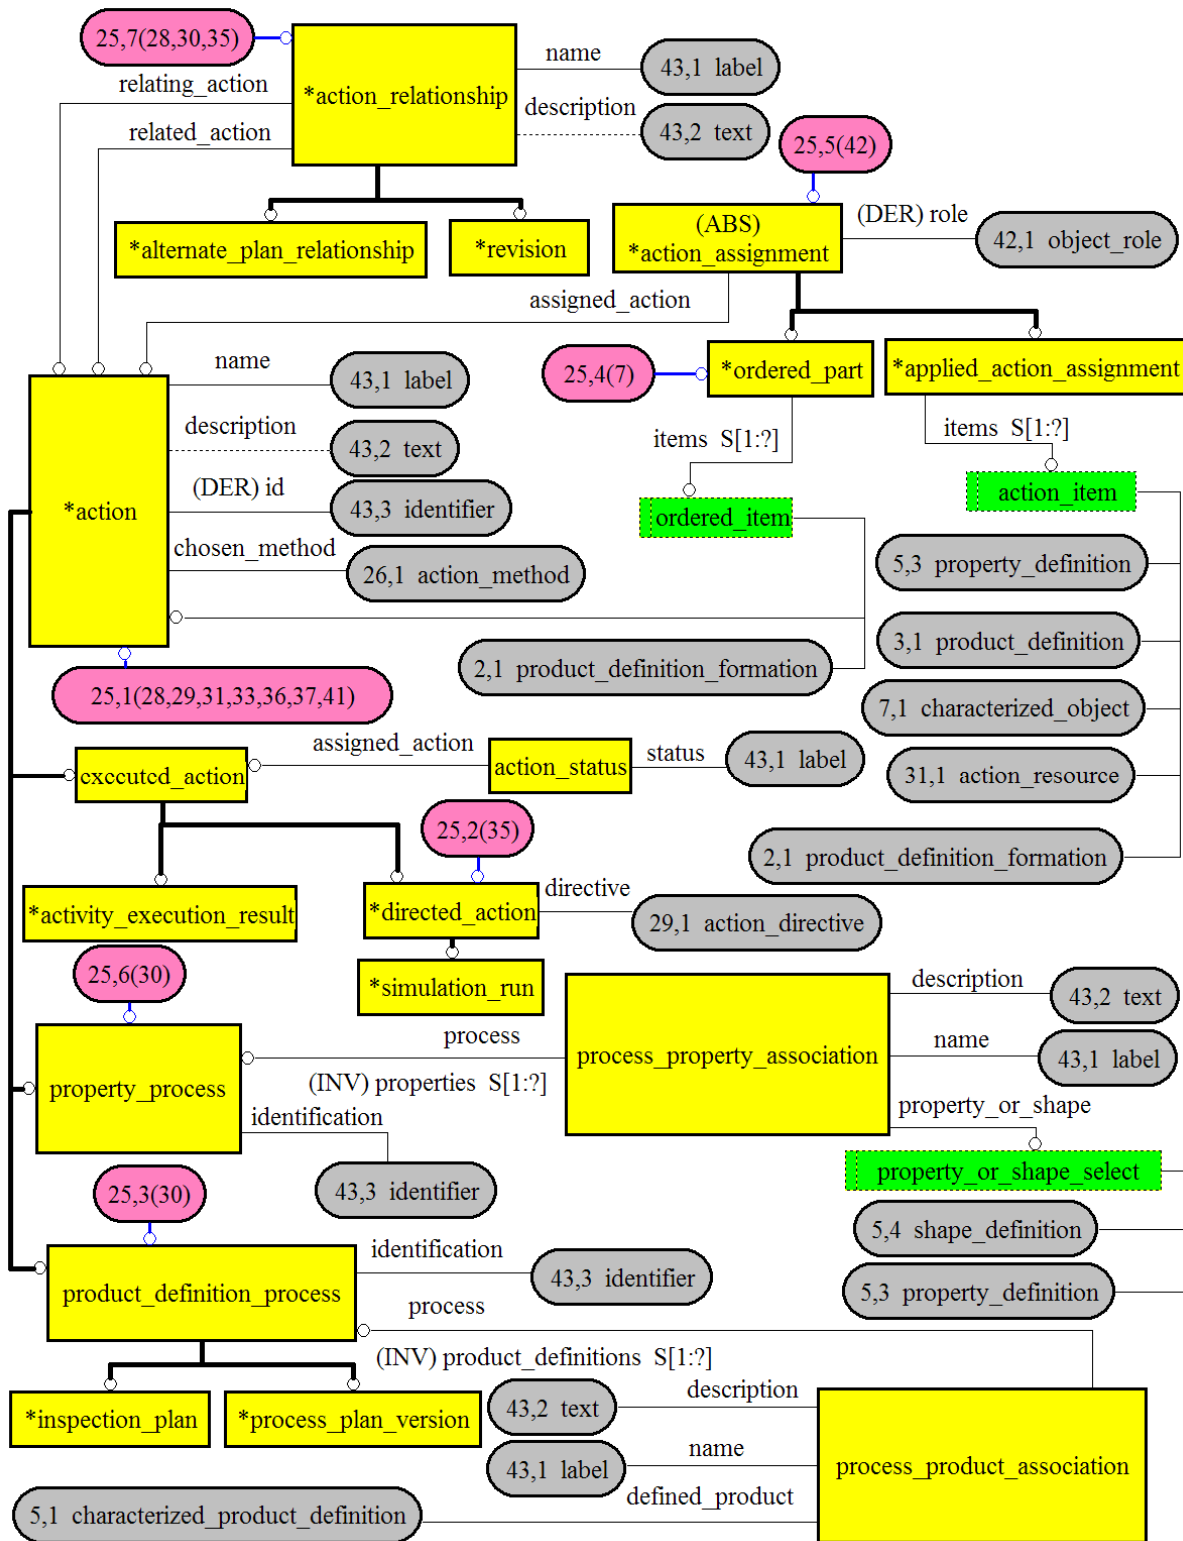 25,7(28,30,35)
name
43,1 label
relating_action
*action_relationship
description
related_action
43,2 text
25,5(42)
(ABS)
*action_assignment
(DER) role
42,1 object_role
*alternate_plan_relationship
*revision
assigned_action
name
43,1 label
25,4(7)
*ordered_part
*applied_action_assignment
description
43,2 text
items S[1:?]
items S[1:?]
(DER) id
43,3 identifier
*action
ordered_item
action_item
chosen_method
26,1 action_method
5,3 property_definition
3,1 product_definition
2,1 product_definition_formation
25,1(28,29,31,33,36,37,41)
7,1 characterized_object
assigned_action
executed_action
action_status
status
43,1 label
31,1 action_resource
25,2(35)
2,1 product_definition_formation
*activity_execution_result
*directed_action
directive
29,1 action_directive
25,6(30)
*simulation_run
description
43,2 text
process
process_property_association
name
43,1 label
property_process
(INV) properties S[1:?]
identification
property_or_shape
43,3 identifier
property_or_shape_select
25,3(30)
5,4 shape_definition
identification
43,3 identifier
product_definition_process
5,3 property_definition
process
(INV) product_definitions S[1:?]
description
*inspection_plan
*process_plan_version
43,2 text
name
43,1 label
process_product_association
defined_product
5,1 characterized_product_definition